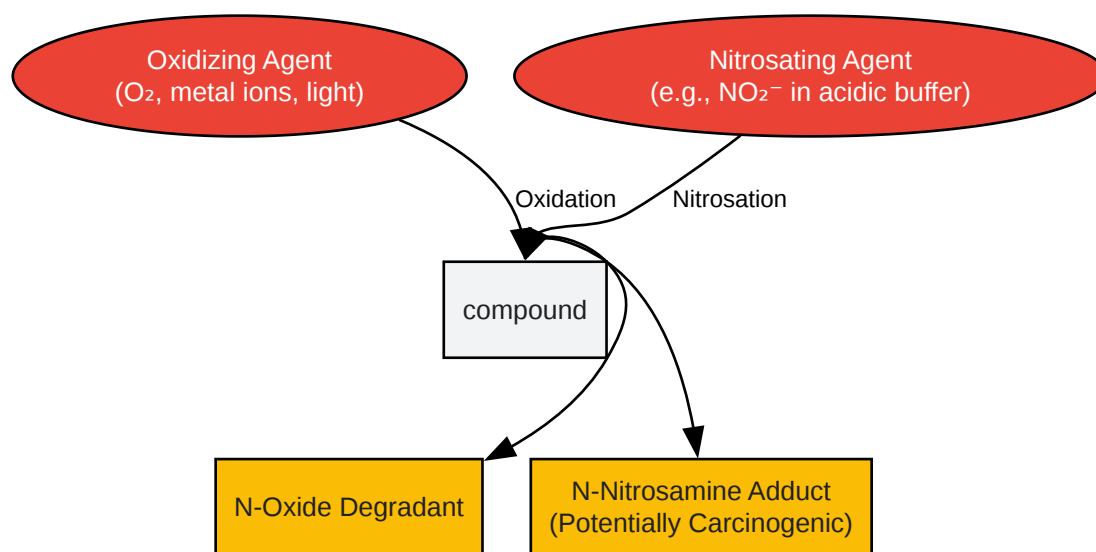 Oxidizing Agent
(O₂, metal ions, light)
Nitrosating Agent
(e.g., NO₂⁻ in acidic buffer)
Oxidation
Nitrosation
compound
N-Oxide Degradant
N-Nitrosamine Adduct
(Potentially Carcinogenic)